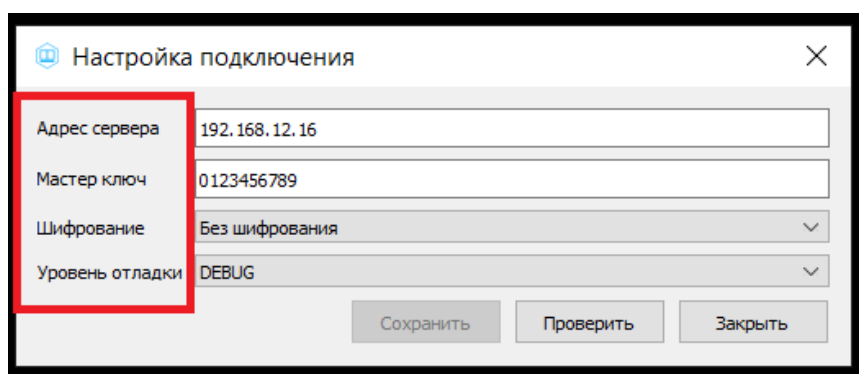 Настройка подключения
Адрес сервера 192.168.12.16
Мастер ключ 0123456789
Шифрование Без шифрования
Уровень отладки DEBUG
Сохранить Проверить Закрыть